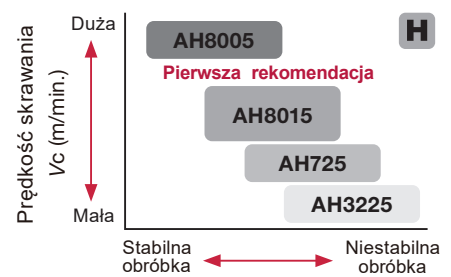 Duża
AH8005
H
Pierwsza rekomendacja
AH8015
AH725
AH3225
Mała
Prędkość skrawania
Vc (m/min.)
Stabilna
obróbka
Niestabilna
obróbka